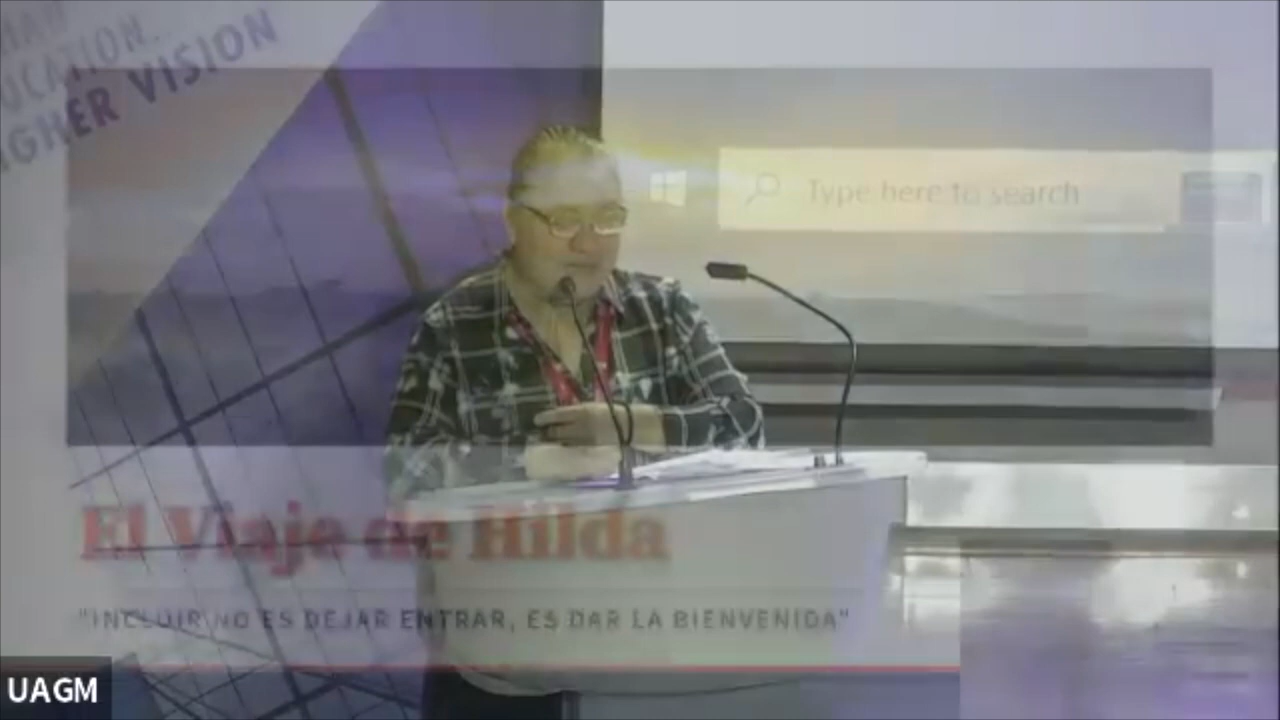 HIGHER VISION
Type here to search
El Viaje de Hilda
"INCLUIR NO ES DEJAR ENTRAR, ES DAR LA BIENVENIDA"
UAGM